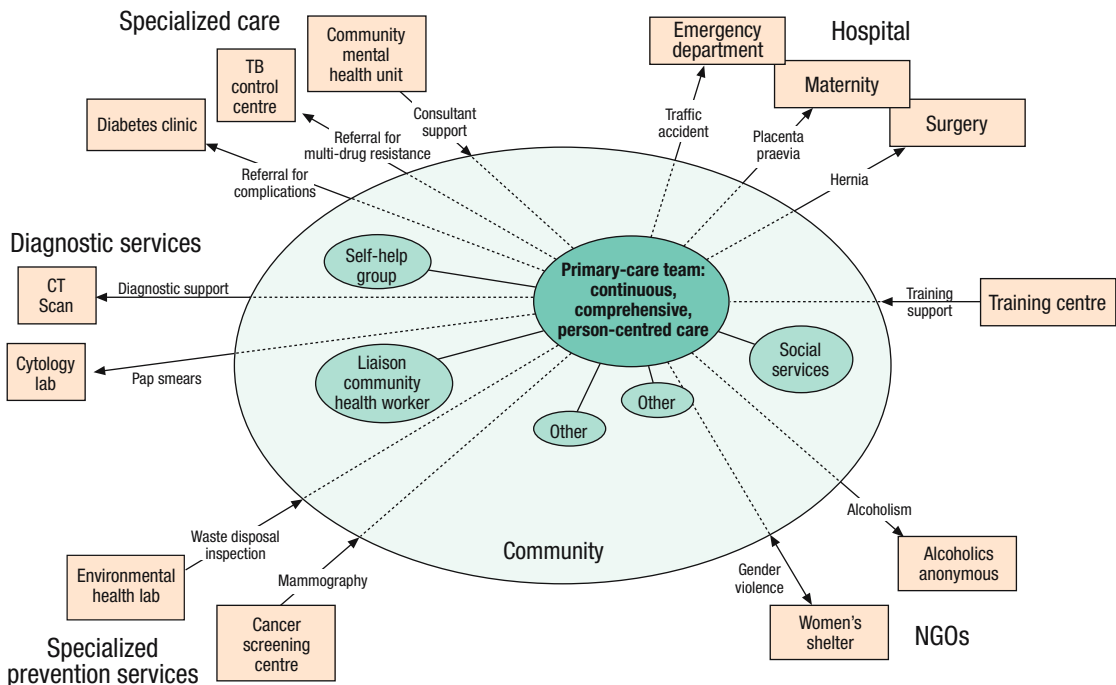 Specialized care
Community
mental
health unit
TB
control
centre
Diabetes clinic
Consultant
support
Referral for
multi-drug resistance
Referral for
complications
Emergency
department
Hospital
Maternity
Surgery
Traffic
accident
Placenta
praevia
Hernia
Diagnostic services
CT
Scan
Diagnostic support
Cytology
lab
Pap smears
Self-help
group
Primary-care team:
continuous,
comprehensive,
person-centred care
Liaison
community
health worker
Social
services
Other
Other
Training
support
Training centre
Community
Waste disposal
inspection
Environmental
health lab
Mammography
Cancer
screening
centre
Specialized
prevention services
Alcoholism
Alcoholics
anonymous
Gender
violence
Women's
shelter
NGOs